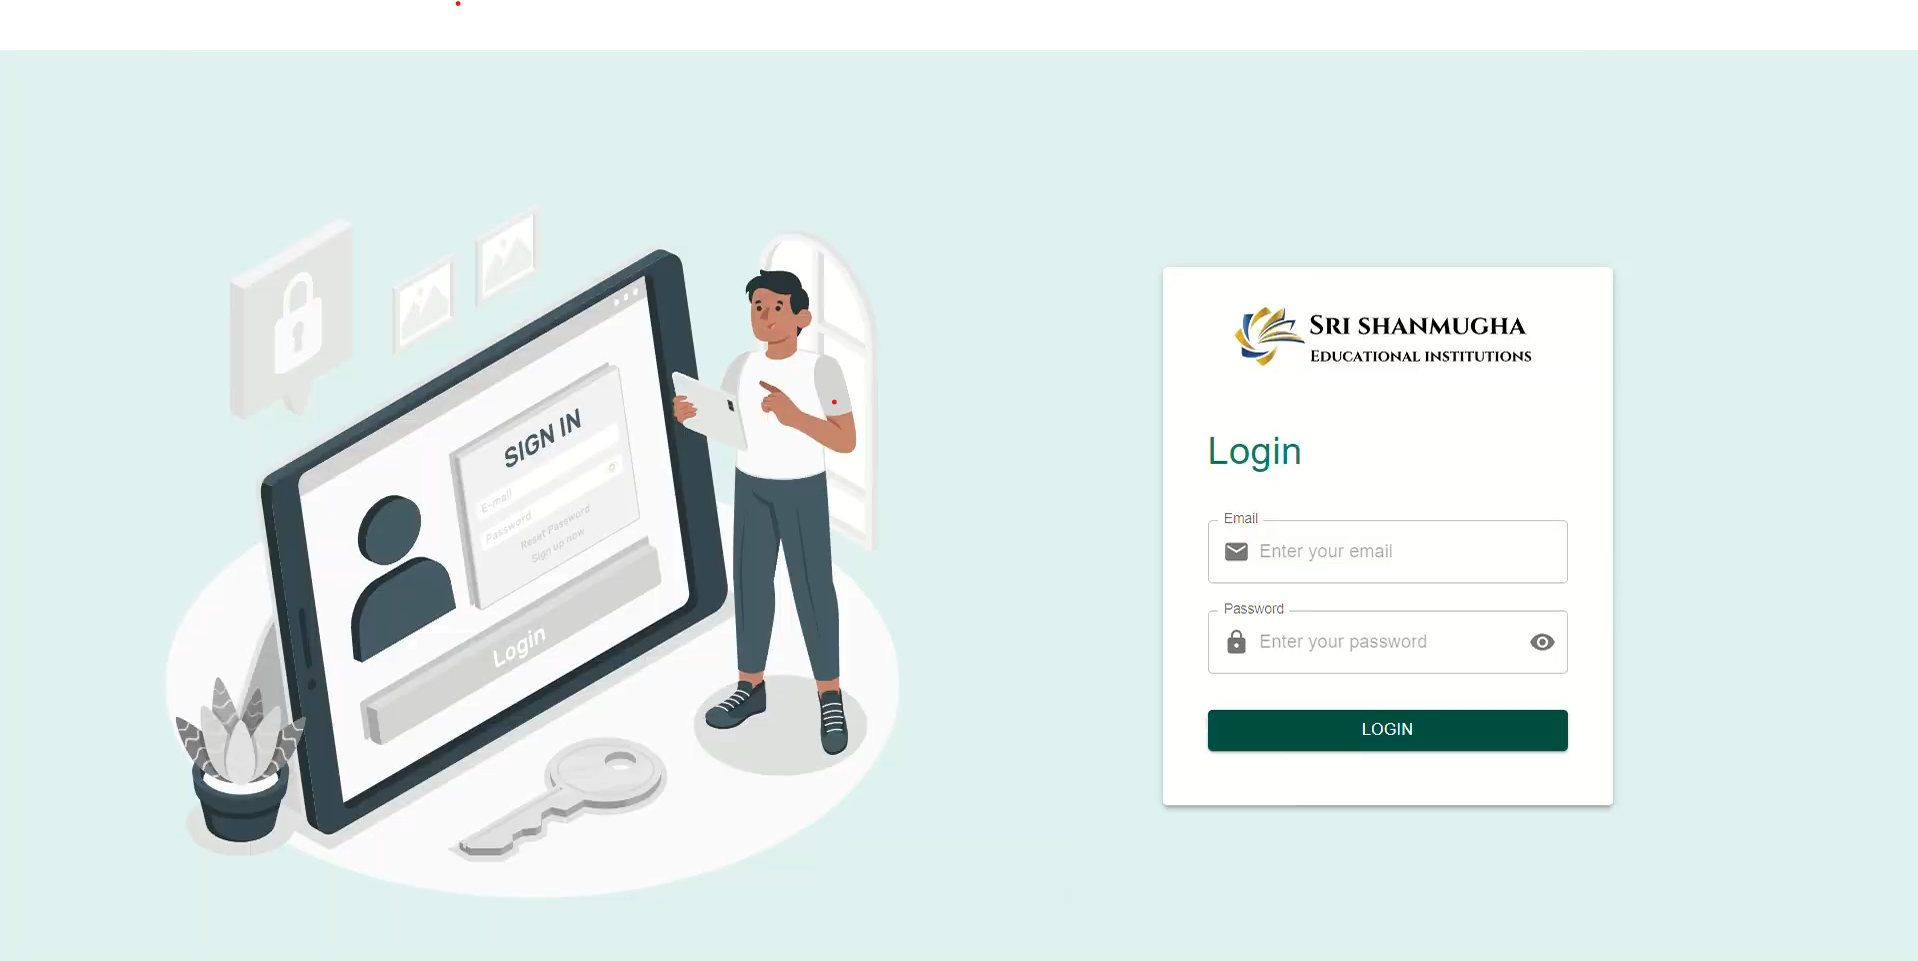 SIGN IN
E-mail
Password
Reset Password
Sign up now
Login
SRI SHANMUGHA
EDUCATIONAL INSTITUTIONS
Login
Email
Enter your email
Password
Enter your password
LOGIN